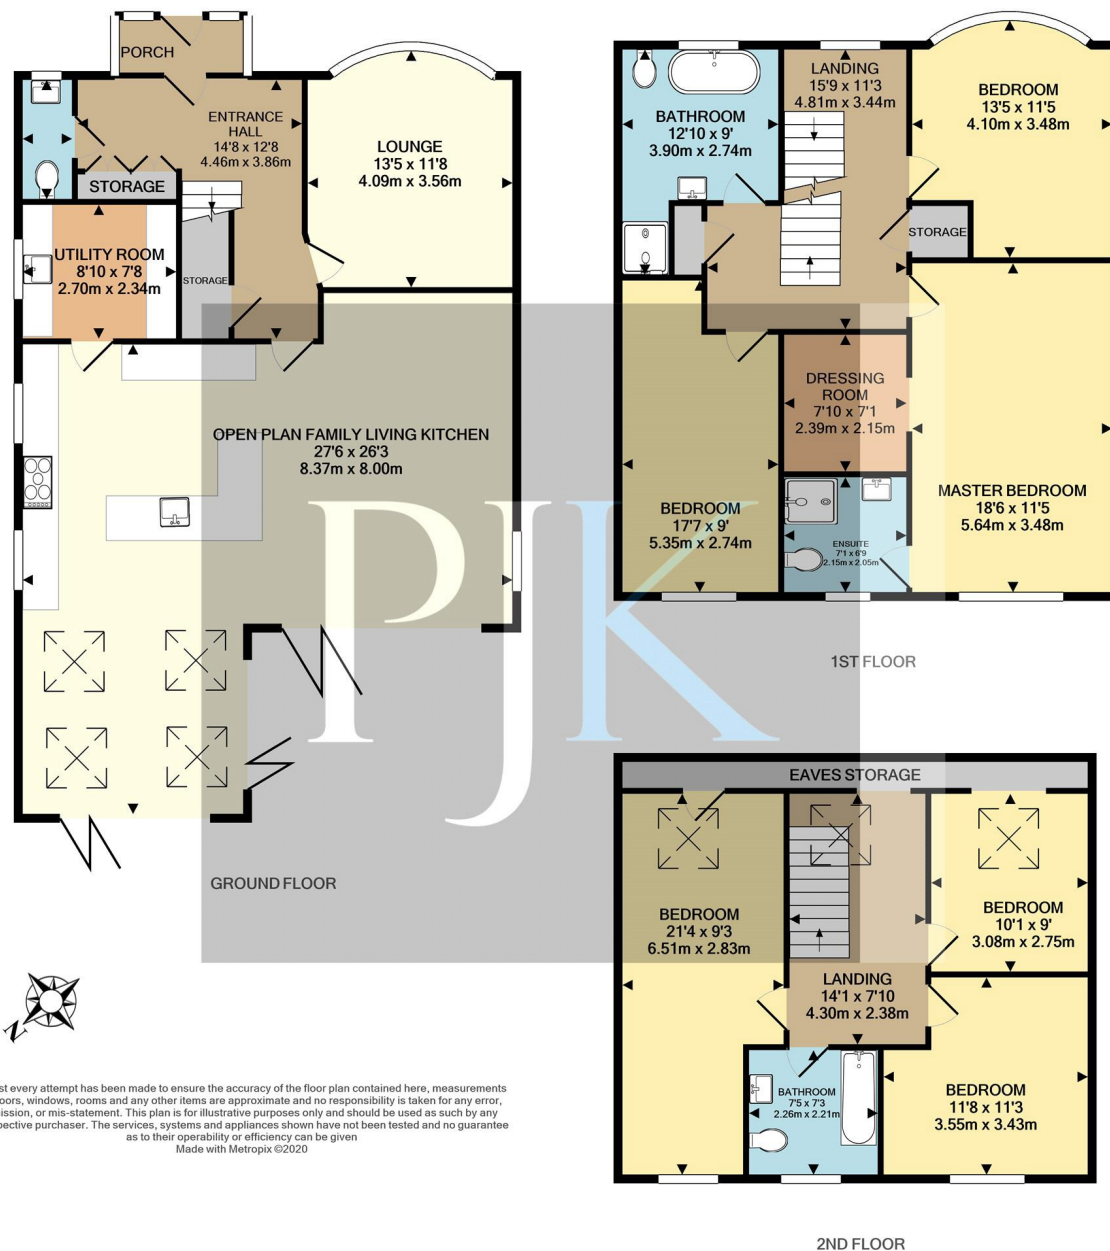 PORCH
ENTRANCE
HALL
14'8 x 12'8
4.46m x 3.86m
LOUNGE
13'5 x 11'8
4.09m x 3.56m
STORAGE
UTILITY ROOM
8'10 x 7'8
2.70m x 2.34m
STORAGE
OPEN PLAN FAMILY LIVING KITCHEN
27'6 x 26'3
8.37m x 8.00m
GROUND FLOOR
LANDING
15'9 x 11'3
4.81m x 3.44m
BEDROOM
13'5 x 11'5
4.10m x 3.48m
BATHROOM
12'10 x 9'
3.90m x 2.74m
STORAGE
DRESSING
ROOM
7'10 x 7'1
2.39m x 2.15m
MASTER BEDROOM
18'6 x 11'5
5.64m x 3.48m
BEDROOM
17'7 x 9'
5.35m x 2.74m
ENSUITE
7'1 x 6'9
2.15m x 2.05m
1ST FLOOR
PJK
EAVES STORAGE
BEDROOM
21'4 x 9'3
6.51m x 2.83m
BEDROOM
10'1 x 9'
3.08m x 2.75m
LANDING
14'1 x 7'10
4.30m x 2.38m
BATHROOM
7'5 x 7'3
2.26m x 2.21m
BEDROOM
11'8 x 11'3
3.55m x 3.43m
2ND FLOOR
N
st every attempt has been made to ensure the accuracy of the floor plan contained here, measurements
oors, windows, rooms and any other items are approximate and no responsibility is taken for any error,
ission, or mis-statement. This plan is for illustrative purposes only and should be used as such by any
pective purchaser. The services, systems and appliances shown have not been tested and no guarantee
as to their operability or efficiency can be given
Made with Metropix ©2020